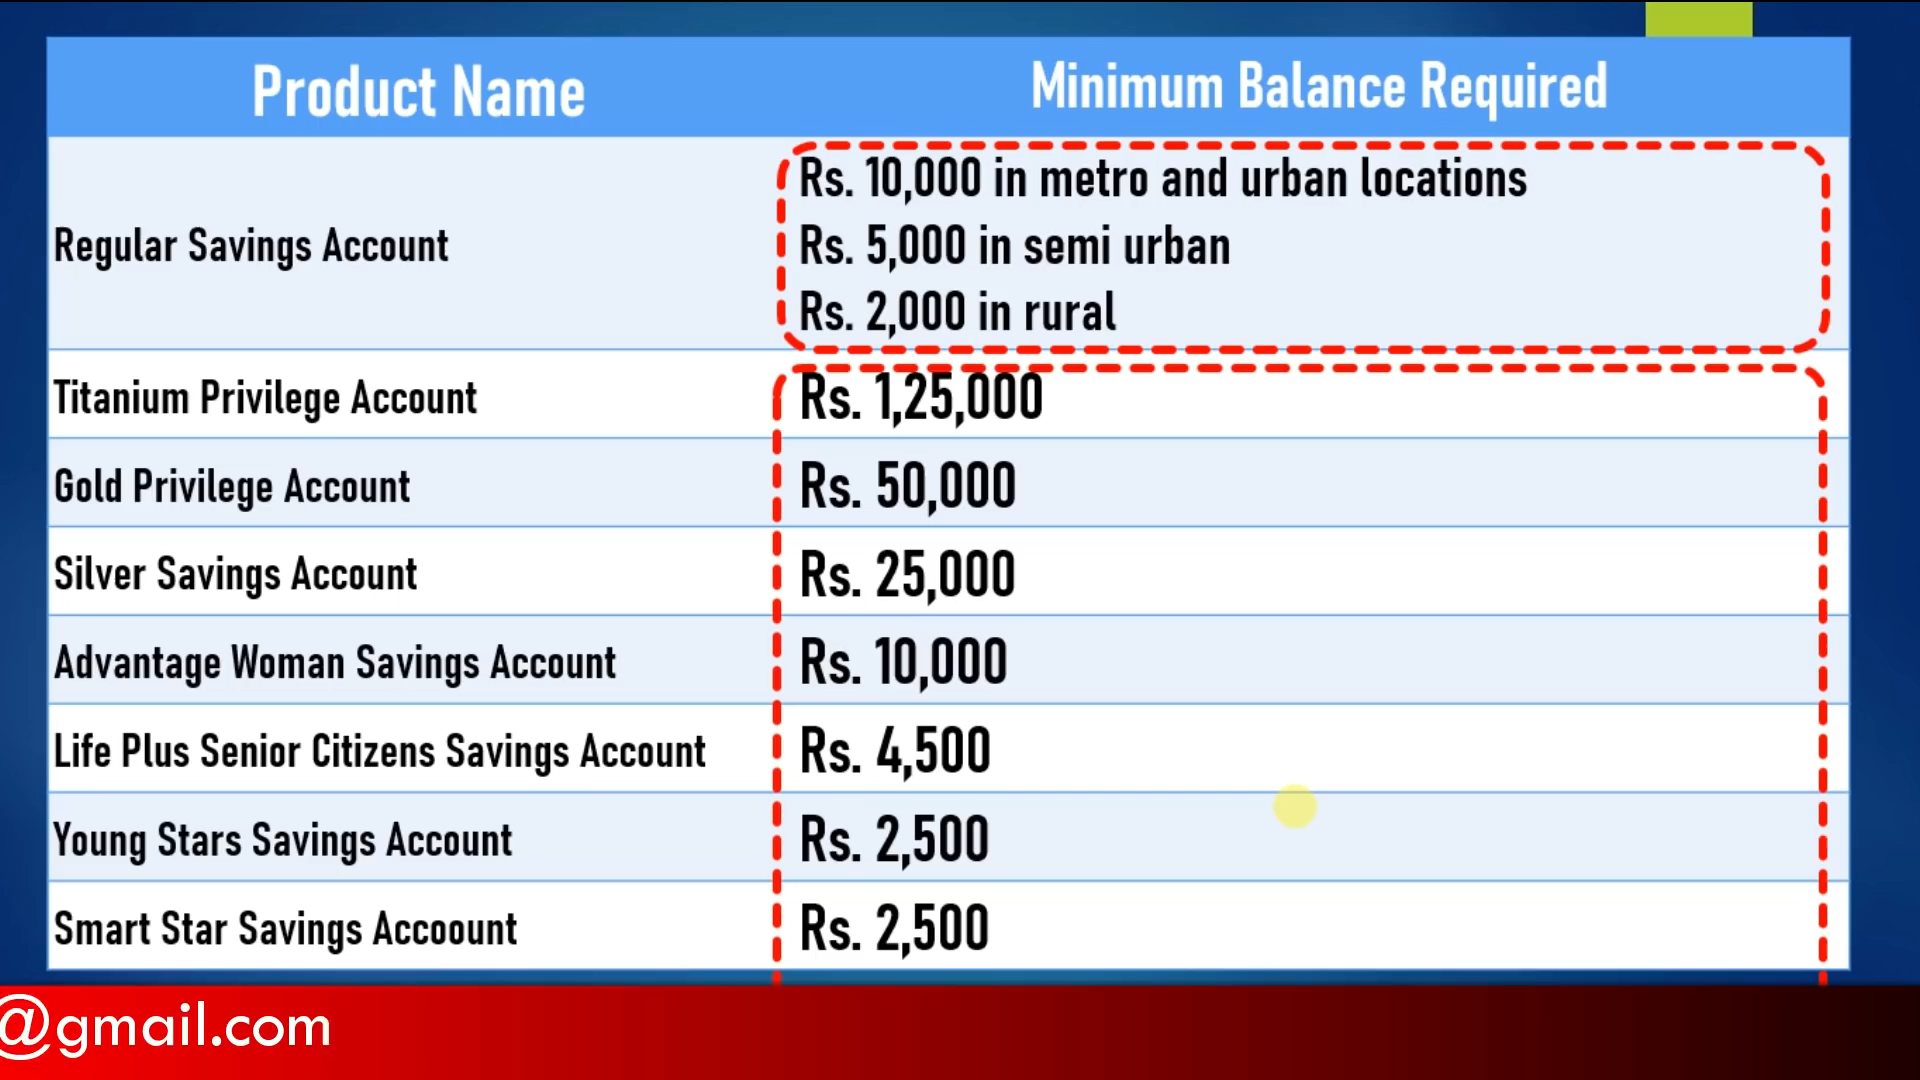 Product Name
Minimum Balance Required
Regular Savings Account
Rs. 10,000 in metro and urban locations
Rs. 5,000 in semi urban
Rs. 2,000 in rural
Titanium Privilege Account
Rs. 1,25,000
Gold Privilege Account
Rs. 50,000
Silver Savings Account
Rs. 25,000
Advantage Woman Savings Account
Rs. 10,000
Life Plus Senior Citizens Savings Account
Rs. 4,500
Young Stars Savings Account
Rs. 2,500
Smart Star Savings Accoount
Rs. 2,500
@gmail.com